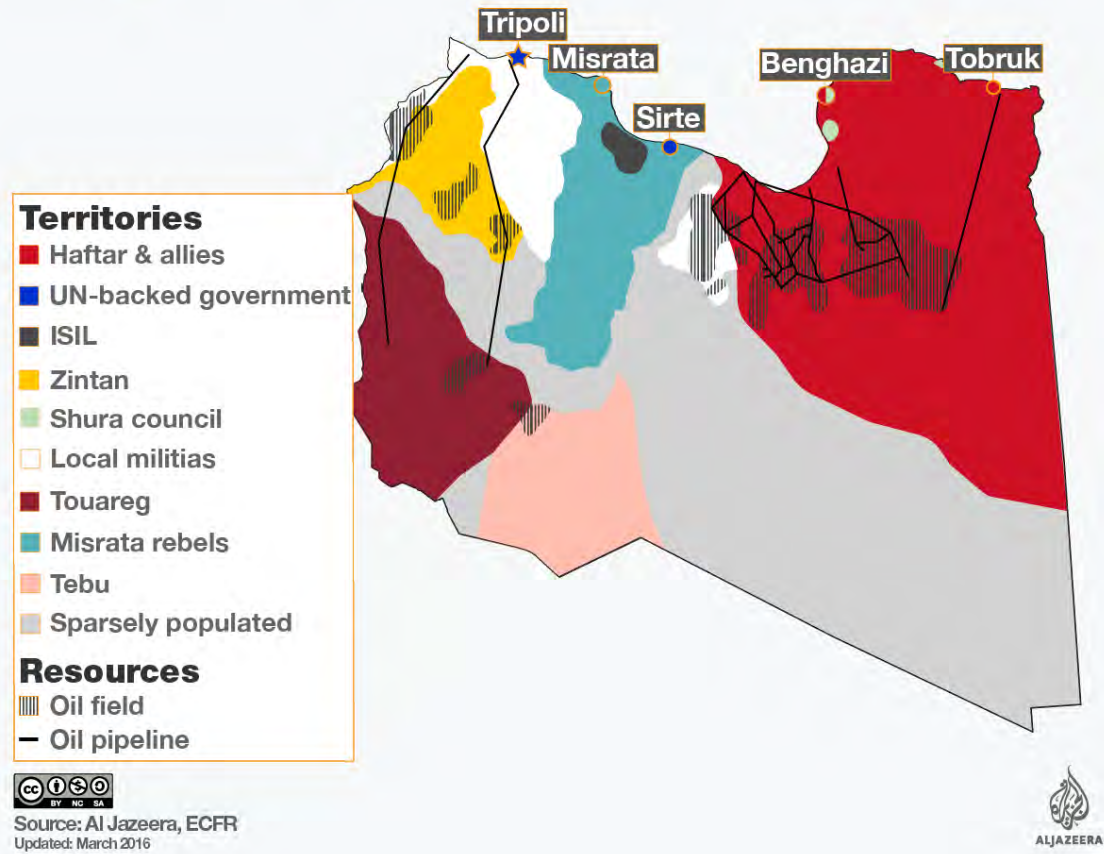 Tripoli
Misrata
Sirte
Benghazi
Tobruk
Territories
Haftar & allies
UN-backed government
ISIL
Zintan
Shura council
Local militias
Touareg
Misrata rebels
Tebu
Sparsely populated
Resources
Oil field
Oil pipeline
cc
BY NC SA
Source: Al Jazeera, ECFR
Updated: March 2016
ALJAZEERA